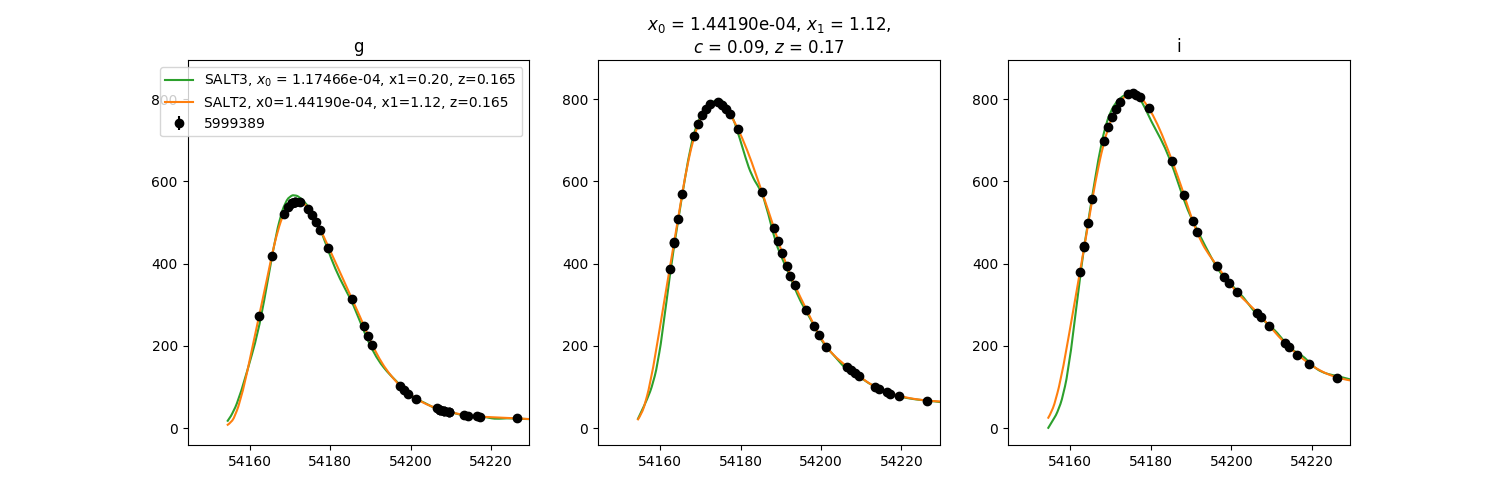 g
x₀ = 1.44190e-04, x₁ = 1.12,
c = 0.09, z = 0.17
i
SALT3, x₀ = 1.17466e-04, x1=0.20, z=0.165
SALT2, x0=1.44190e-04, x1=1.12, z=0.165
5999389
800
600
400
200
0
54160 54180 54200 54220
800
600
400
200
0
54160 54180 54200 54220
800
600
400
200
0
54160 54180 54200 54220